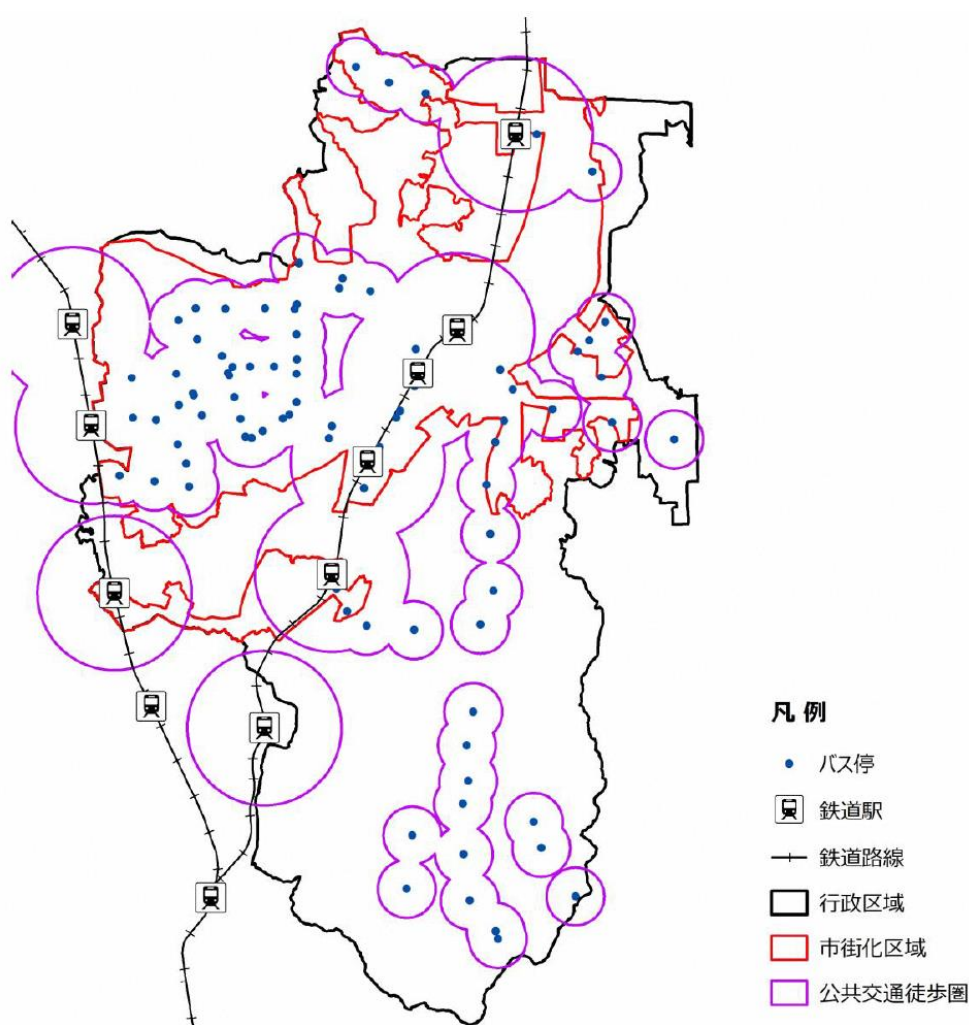 凡例
バス停
鉄道駅
鉄道路線
行政区域
市街化区域
公共交通徒歩圏